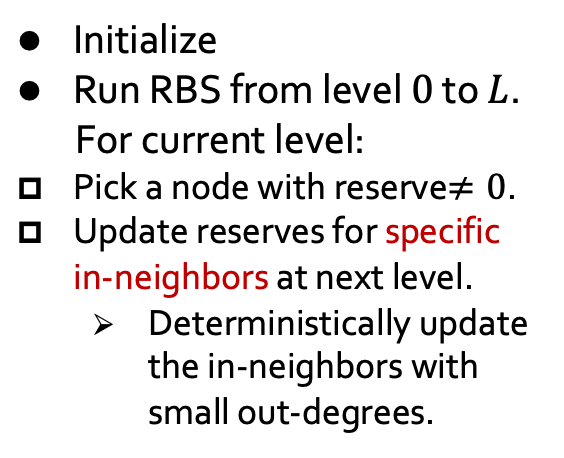 ● Initialize
● Run RBS from level 0 to L.
For current level:
◻ Pick a node with reserve≠ 0.
◻ Update reserves for specific
in-neighbors at next level.
➢ Deterministically update
the in-neighbors with
small out-degrees.